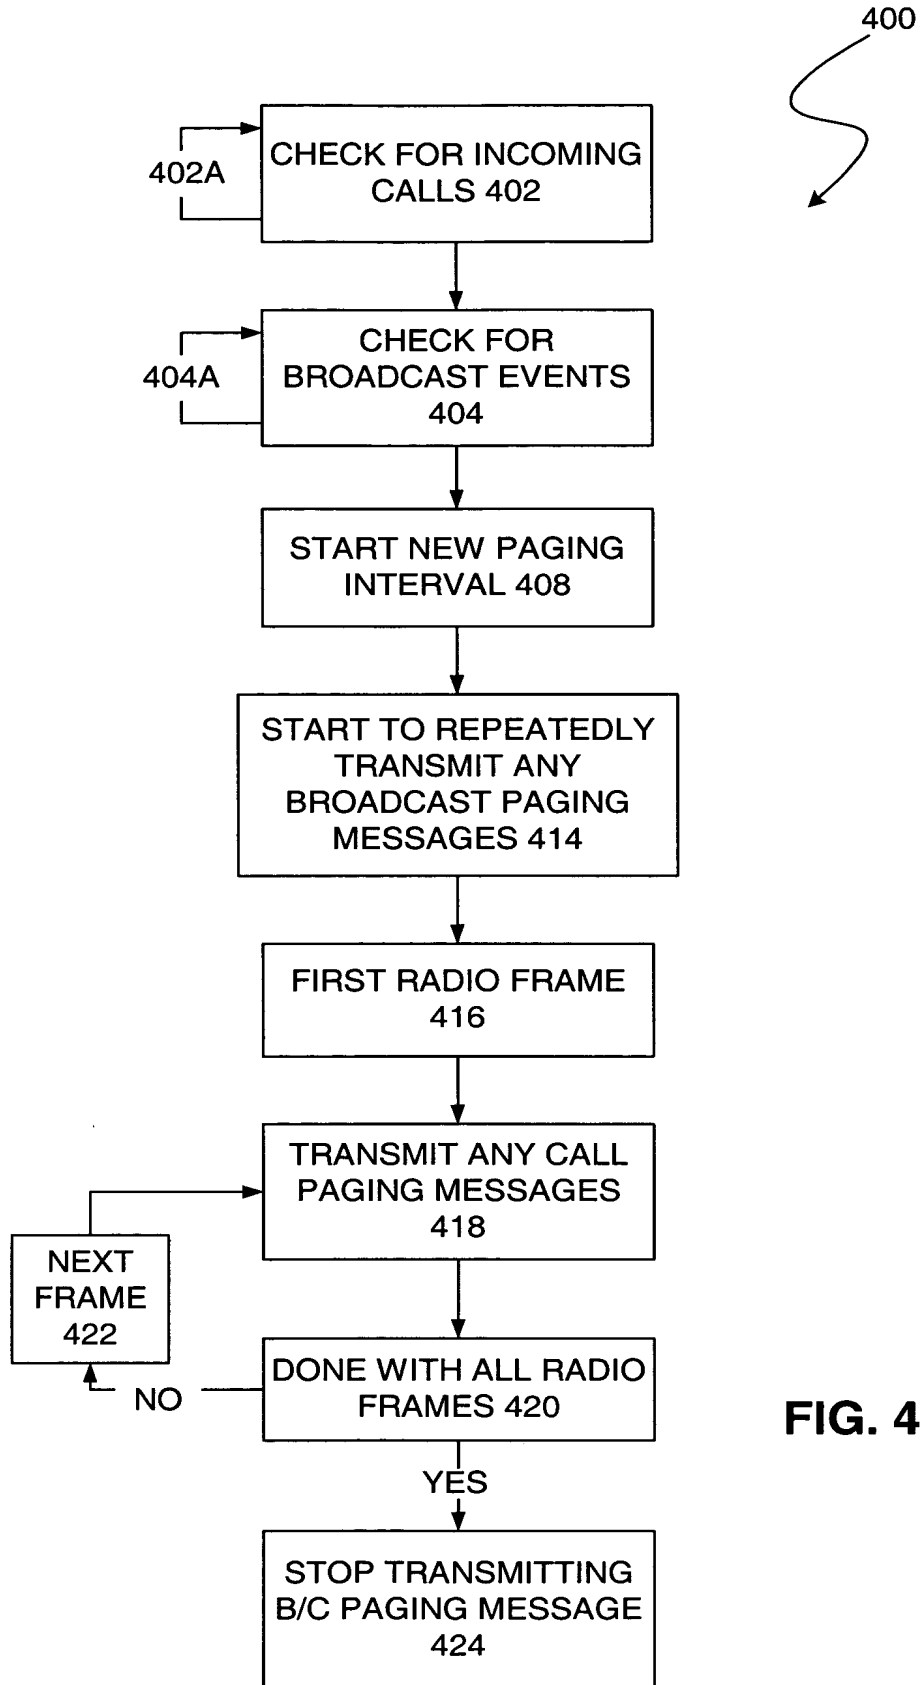 400
CHECK FOR INCOMING
CALLS 402
402A
CHECK FOR
BROADCAST EVENTS
404
404A
START NEW PAGING
INTERVAL 408
START TO REPEATEDLY
TRANSMIT ANY
BROADCAST PAGING
MESSAGES 414
FIRST RADIO FRAME
416
TRANSMIT ANY CALL
PAGING MESSAGES
418
NEXT
FRAME
422
DONE WITH ALL RADIO
FRAMES 420
NO
YES
STOP TRANSMITTING
B/C PAGING MESSAGE
424
FIG. 4